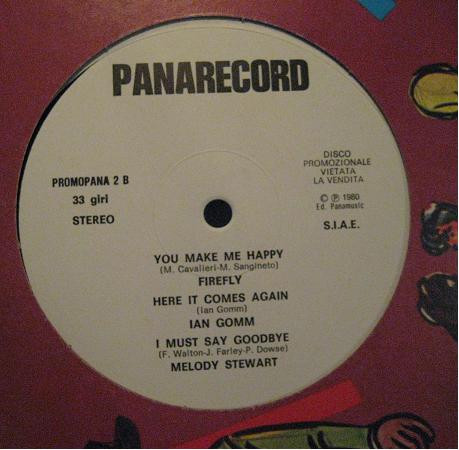 PANARECORD
PROMOPANA 2 B
33 giri
STEREO
DISCO
PROMOZIONALE
VIETATA
LA VENDITA
© ℗ 1980
Ed. Panamusic
S.I.A.E.
YOU MAKE ME HAPPY
(M. Cavalieri-M. Sangineto)
FIREFLY
HERE IT COMES AGAIN
(Ian Gomm)
IAN GOMM
I MUST SAY GOODBYE
(F. Walton-J. Farley-P. Dowse)
MELODY STEWART